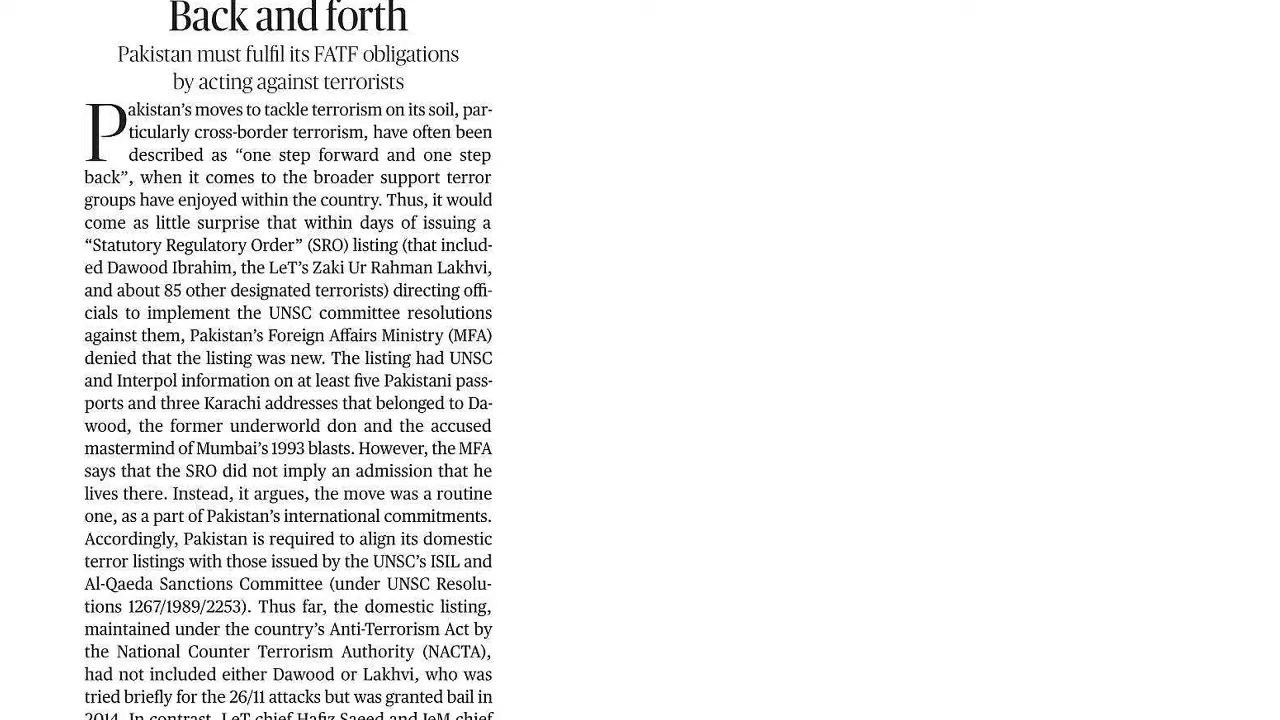 Back and forth
Pakistan must fulfil its FATF obligations
by acting against terrorists
Pakistan's moves to tackle terrorism on its soil, par-
ticularly cross-border terrorism, have often been
described as “one step forward and one step
back”, when it comes to the broader support terror
groups have enjoyed within the country. Thus, it would
come as little surprise that within days of issuing a
“Statutory Regulatory Order” (SRO) listing (that includ-
ed Dawood Ibrahim, the LeT’s Zaki Ur Rahman Lakhvi,
and about 85 other designated terrorists) directing offi-
cials to implement the UNSC committee resolutions
against them, Pakistan’s Foreign Affairs Ministry (MFA)
denied that the listing was new. The listing had UNSC
and Interpol information on at least five Pakistani pass-
ports and three Karachi addresses that belonged to Da-
wood, the former underworld don and the accused
mastermind of Mumbai’s 1993 blasts. However, the MFA
says that the SRO did not imply an admission that he
lives there. Instead, it argues, the move was a routine
one, as a part of Pakistan’s international commitments.
Accordingly, Pakistan is required to align its domestic
terror listings with those issued by the UNSC’s ISIL and
Al-Qaeda Sanctions Committee (under UNSC Resolu-
tions 1267/1989/2253). Thus far, the domestic listing,
maintained under the country’s Anti-Terrorism Act by
the National Counter Terrorism Authority (NACTA),
had not included either Dawood or Lakhvi, who was
tried briefly for the 26/11 attacks but was granted bail in
2014. In contrast, LeT chief Hafiz Saeed and JeM chief